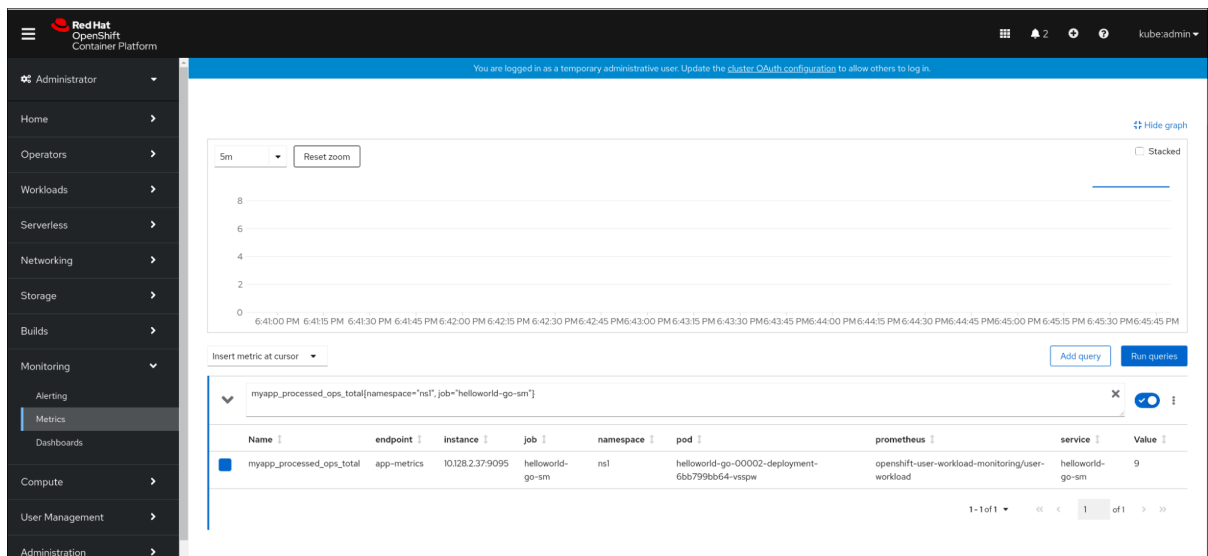 Red Hat
OpenShift
Container Platform
2
kube:admin
Administrator
You are logged in as a temporary administrative user. Update the cluster OAuth configuration to allow others to log in.
Home
Operators
Workloads
Serverless
Networking
Storage
Builds
Monitoring
Alerting
Metrics
Dashboards
Compute
User Management
Administration
Hide graph
5m
Reset zoom
Stacked
8
6
4
2
0
6:41:00 PM 6:41:15 PM 6:41:30 PM 6:41:45 PM 6:42:00 PM 6:42:15 PM 6:42:30 PM 6:42:45 PM 6:43:00 PM 6:43:15 PM 6:43:30 PM 6:43:45 PM 6:44:00 PM 6:44:15 PM 6:44:30 PM 6:44:45 PM 6:45:00 PM 6:45:15 PM 6:45:30 PM 6:45:45 PM
Insert metric at cursor
Add query
Run queries
myapp_processed_ops_total{namespace="ns1", job="helloworld-go-sm"}
Name endpoint instance job namespace pod prometheus service Value
myapp_processed_ops_total app-metrics 10.128.2.37:9095 helloworld- ns1 helloworld-go-00002-deployment- openshift-user-workload-monitoring/user- helloworld- 9
go-sm 6bb799bb64-vsspw workload go-sm
1-1 of 1
1 of 1